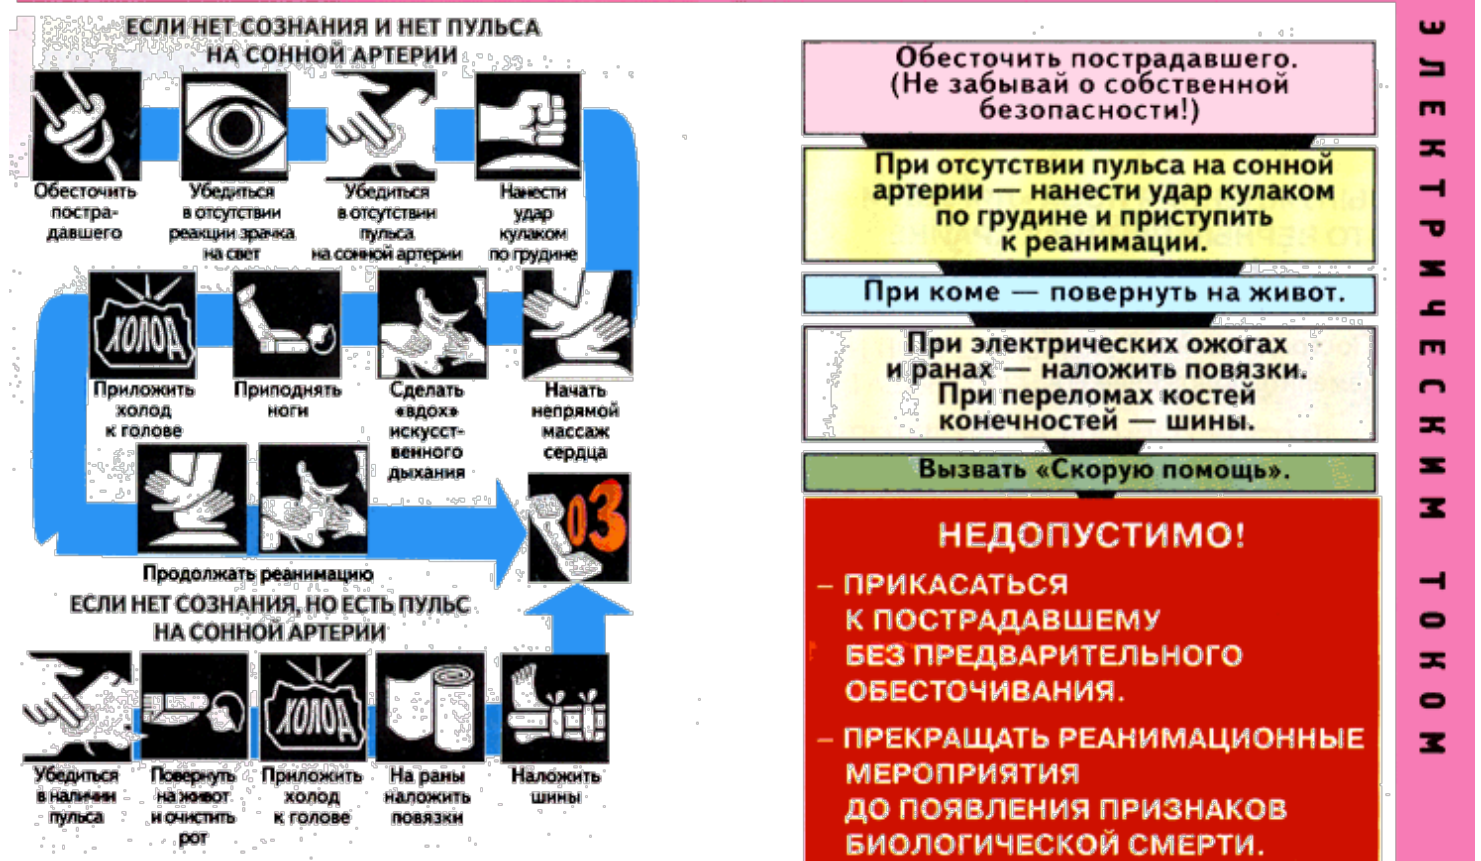 ЕСЛИ НЕТ СОЗНАНИЯ И НЕТ ПУЛЬСА
НА СОННОЙ АРТЕРИИ
Обесточить
постра-
давшего
Убедиться
в отсутствии
реакции зрачка
на свет
Убедиться
в отсутствии
пульса
на сонной артерии
Нанести
удар
кулаком
по грудине
ХОЛОД
Приложить
холод
к голове
Приподнять
ноги
Сделать
«вдох»
искусст-
венного
дыхания
Начать
непрямой
массаж
сердца
03
Продолжать реанимацию
ЕСЛИ НЕТ СОЗНАНИЯ, НО ЕСТЬ ПУЛЬС
НА СОННОЙ АРТЕРИИ
ХОЛОД
Убедиться
в наличии
пульса
Повернуть
на живот
и очистить
рот
Приложить
холод
к голове
На раны
наложить
повязки
Наложить
шины
Обесточить пострадавшего.
(Не забывай о собственной
безопасности!)
При отсутствии пульса на сонной
артерии — нанести удар кулаком
по грудине и приступить
к реанимации.
При коме — повернуть на живот.
При электрических ожогах
и ранах — наложить повязки.
При переломах костей
конечностей — шины.
Вызвать «Скорую помощь».
НЕДОПУСТИМО!
– ПРИКАСАТЬСЯ
К ПОСТРАДАВШЕМУ
БЕЗ ПРЕДВАРИТЕЛЬНОГО
ОБЕСТОЧИВАНИЯ.
– ПРЕКРАЩАТЬ РЕАНИМАЦИОННЫЕ
МЕРОПРИЯТИЯ
ДО ПОЯВЛЕНИЯ ПРИЗНАКОВ
БИОЛОГИЧЕСКОЙ СМЕРТИ.
ЭЛЕКТРИЧЕСКИМ ТОКОМ